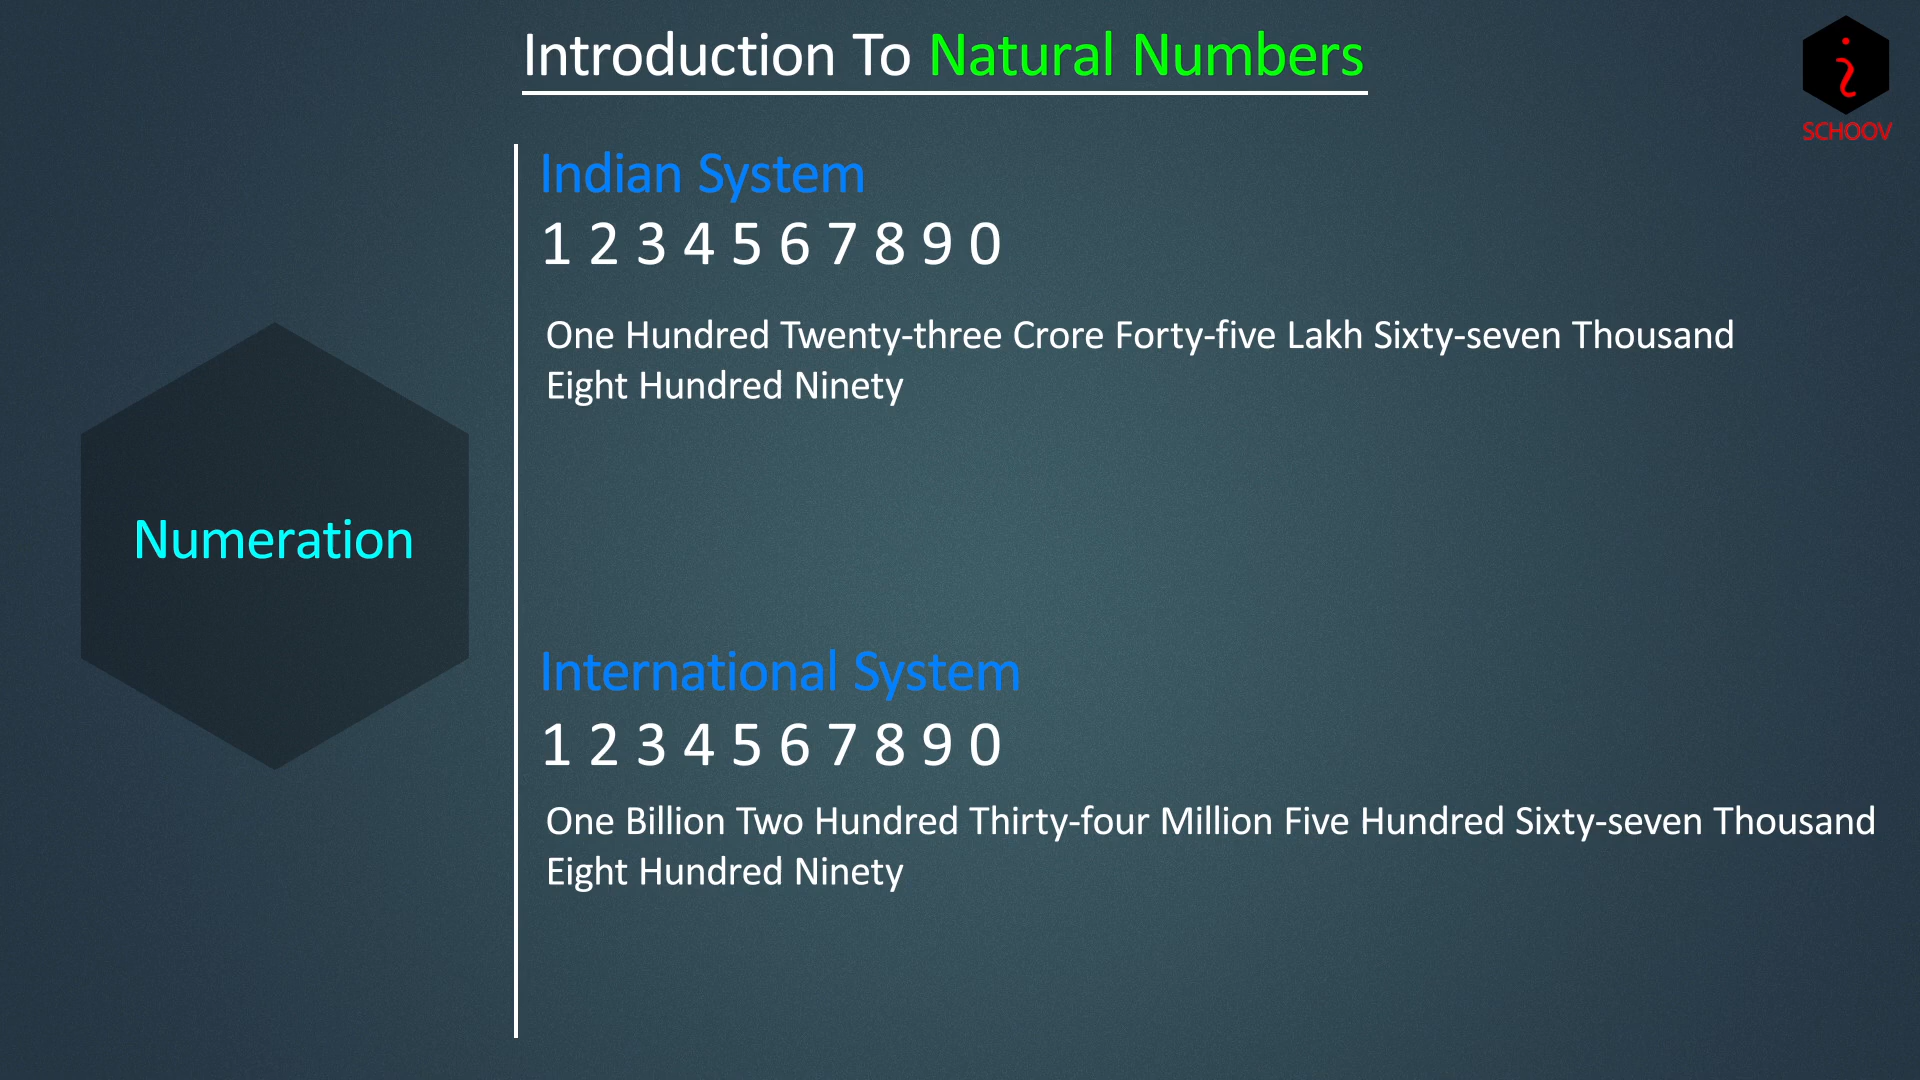 Introduction To Natural Numbers
SCHOOV
Indian System
1 2 3 4 5 6 7 8 9 0
One Hundred Twenty-three Crore Forty-five Lakh Sixty-seven Thousand
Eight Hundred Ninety
Numeration
International System
1 2 3 4 5 6 7 8 9 0
One Billion Two Hundred Thirty-four Million Five Hundred Sixty-seven Thousand
Eight Hundred Ninety